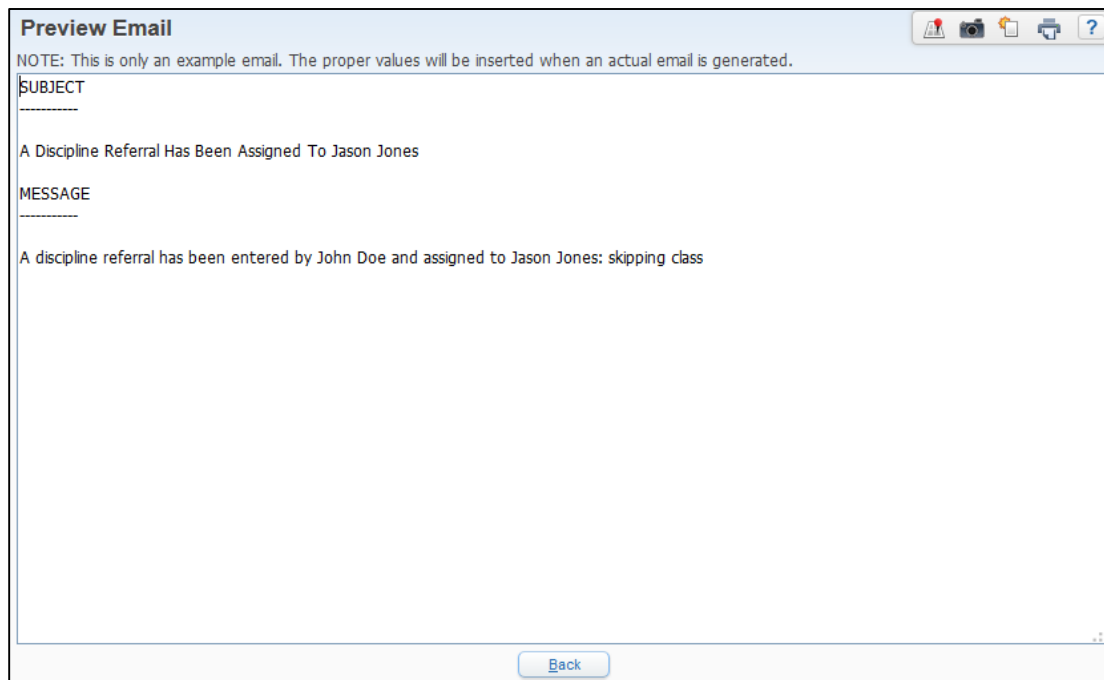 Preview Email
?
NOTE: This is only an example email. The proper values will be inserted when an actual email is generated.
SUBJECT
-----------
A Discipline Referral Has Been Assigned To Jason Jones
MESSAGE
-----------
A discipline referral has been entered by John Doe and assigned to Jason Jones: skipping class
Back